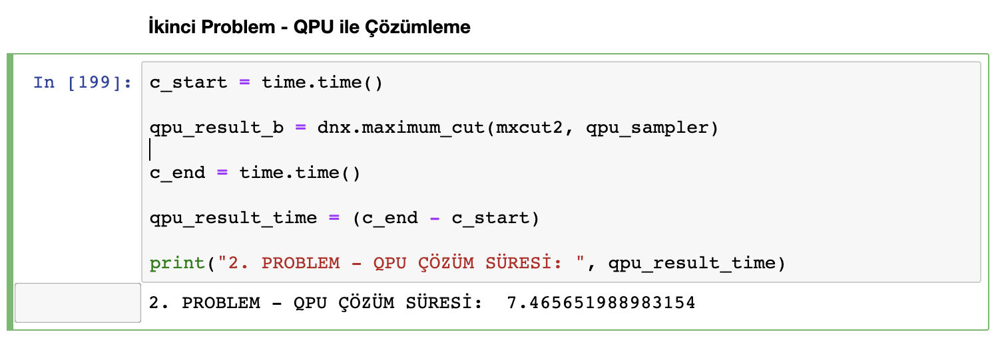 İkinci Problem - QPU ile Çözümleme
In [199]: c_start = time.time()
qpu_result_b = dnx.maximum_cut(mxcut2, qpu_sampler)
c_end = time.time()
qpu_result_time = (c_end - c_start)
print("2. PROBLEM - QPU ÇÖZÜM SÜRESİ: ", qpu_result_time)
2. PROBLEM - QPU ÇÖZÜM SÜRESİ:  7.465651988983154